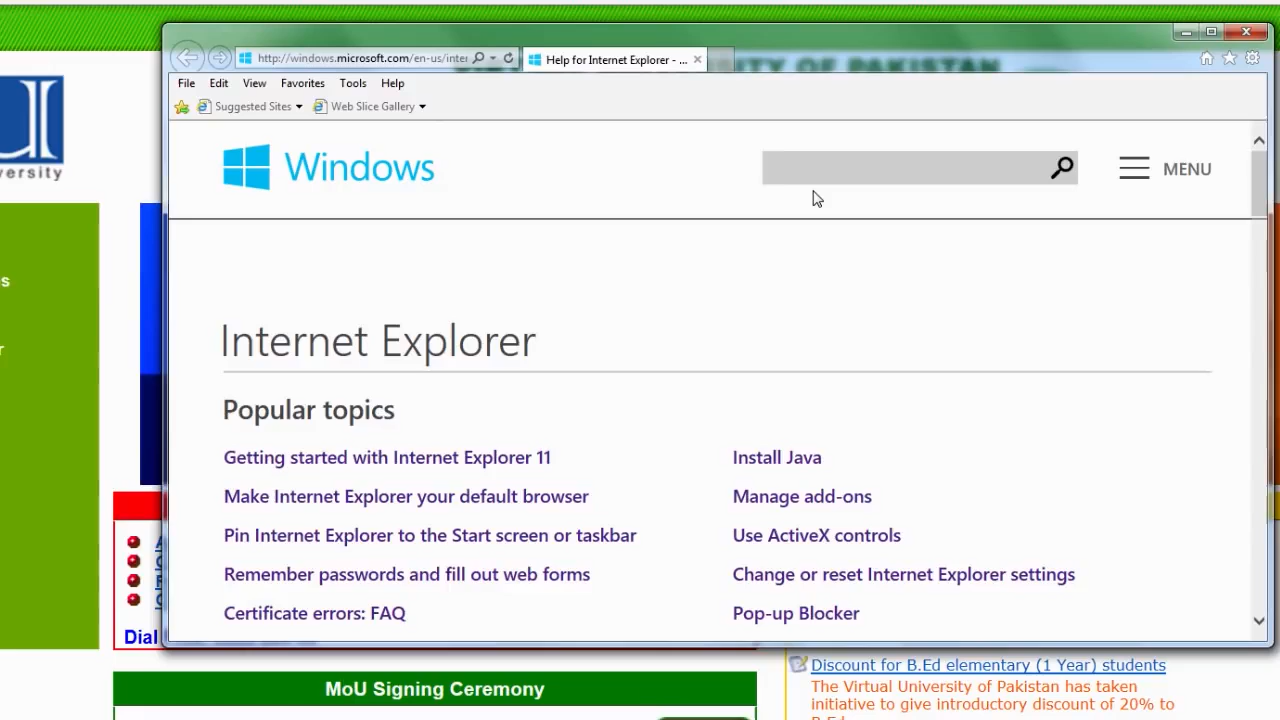 UNIVERSITY OF PAKISTAN
http://windows.microsoft.com/en-us/inter
Help for Internet Explorer - ...
File Edit View Favorites Tools Help
Suggested Sites Web Slice Gallery
Windows
MENU
Internet Explorer
Popular topics
Getting started with Internet Explorer 11
Install Java
Make Internet Explorer your default browser
Manage add-ons
Pin Internet Explorer to the Start screen or taskbar
Use ActiveX controls
Remember passwords and fill out web forms
Change or reset Internet Explorer settings
Certificate errors: FAQ
Pop-up Blocker
ersity
s
r
Dial
Discount for B.Ed elementary (1 Year) students
The Virtual University of Pakistan has taken
initiative to give introductory discount of 20% to
MoU Signing Ceremony